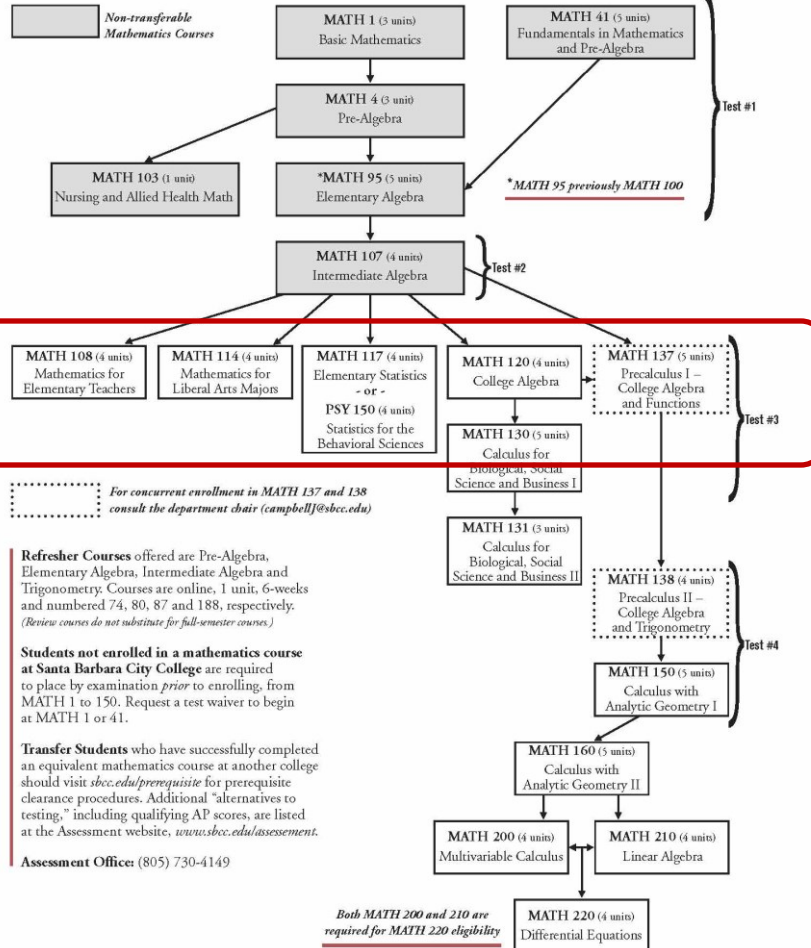 Non-transferable
Mathematics Courses
MATH 1 (3 units)
Basic Mathematics
MATH 41 (5 units)
Fundamentals in Mathematics
and Pre-Algebra
MATH 4 (3 unit)
Pre-Algebra
Test #1
MATH 103 (1 unit)
Nursing and Allied Health Math
*MATH 95 (5 units)
Elementary Algebra
*MATH 95 previously MATH 100
MATH 107 (4 units)
Intermediate Algebra
Test #2
MATH 108 (4 units)
Mathematics for
Elementary Teachers
MATH 114 (4 units)
Mathematics for
Liberal Arts Majors
MATH 117 (4 units)
Elementary Statistics
- or -
PSY 150 (4 units)
Statistics for the
Behavioral Sciences
MATH 120 (4 units)
College Algebra
MATH 137 (5 units)
Precalculus I –
College Algebra
and Functions
Test #3
MATH 130 (5 units)
Calculus for
Biological, Social
Science and Business I
For concurrent enrollment in MATH 137 and 138
consult the department chair (campbellJ@sbcc.edu)
MATH 131 (3 units)
Calculus for
Biological, Social
Science and Business II
MATH 138 (4 units)
Precalculus II –
College Algebra
and Trigonometry
Test #4
Refresher Courses offered are Pre-Algebra,
Elementary Algebra, Intermediate Algebra and
Trigonometry. Courses are online, 1 unit, 6-weeks
and numbered 74, 80, 87 and 188, respectively.
(Review courses do not substitute for full-semester courses.)
Students not enrolled in a mathematics course
at Santa Barbara City College are required
to place by examination prior to enrolling, from
MATH 1 to 150. Request a test waiver to begin
at MATH 1 or 41.
MATH 150 (5 units)
Calculus with
Analytic Geometry I
Transfer Students who have successfully completed
an equivalent mathematics course at another college
should visit sbcc.edu/prerequisite for prerequisite
clearance procedures. Additional "alternatives to
testing," including qualifying AP scores, are listed
at the Assessment website, www.sbcc.edu/assessement.
MATH 160 (5 units)
Calculus with
Analytic Geometry II
Assessment Office: (805) 730-4149
MATH 200 (4 units)
Multivariable Calculus
MATH 210 (4 units)
Linear Algebra
Both MATH 200 and 210 are
required for MATH 220 eligibility
MATH 220 (4 units)
Differential Equations